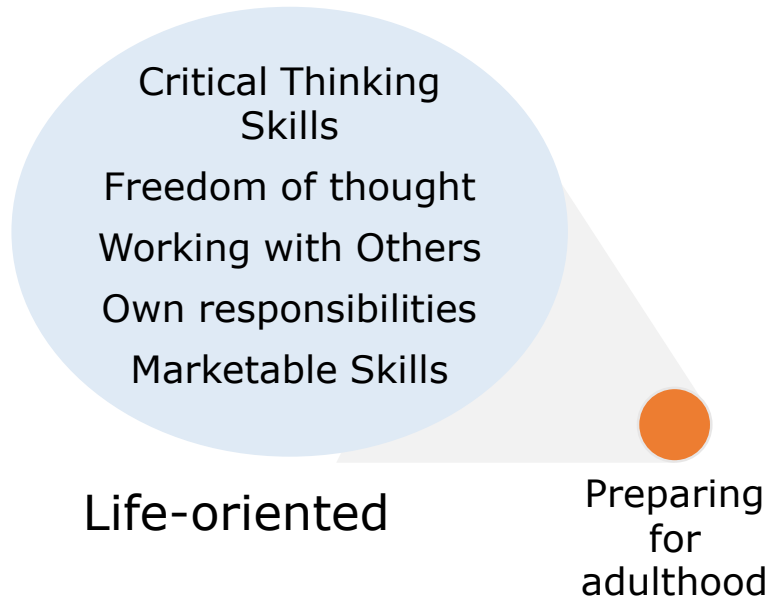 Critical Thinking
Skills
Freedom of thought
Working with Others
Own responsibilities
Marketable Skills
Life-oriented
Preparing
for
adulthood